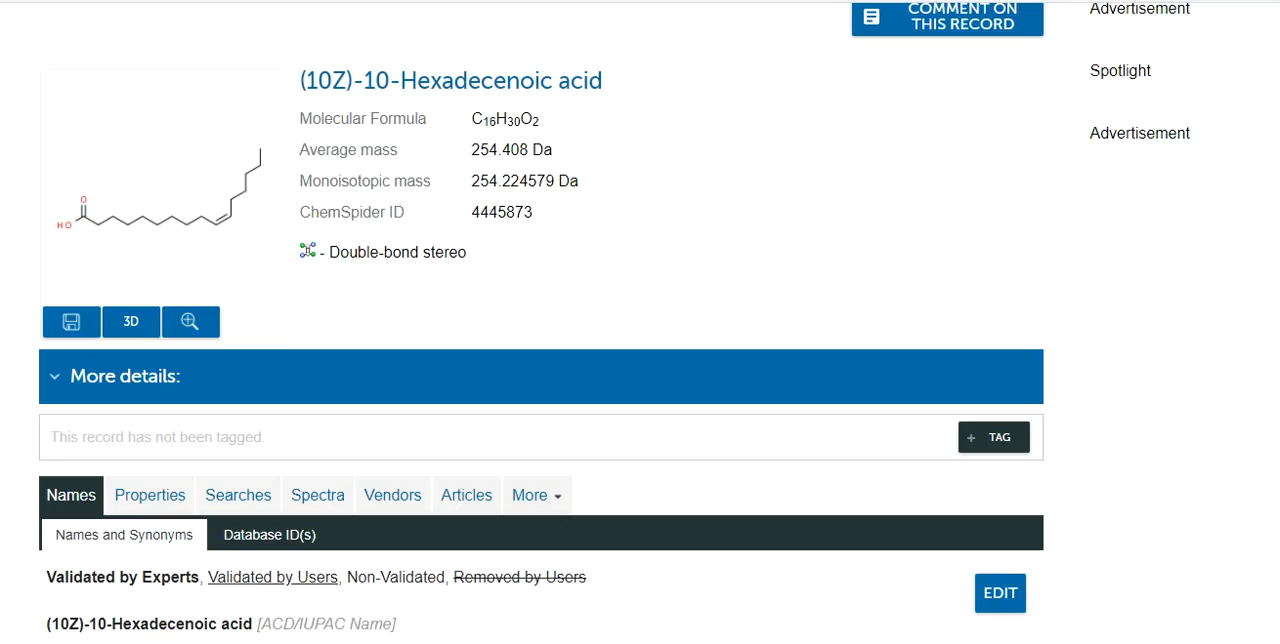 COMMENT ON
THIS RECORD
Advertisement
Spotlight
Advertisement
(10Z)-10-Hexadecenoic acid
Molecular Formula C₁₆H₃₀O₂
Average mass 254.408 Da
Monoisotopic mass 254.224579 Da
ChemSpider ID 4445873
- Double-bond stereo
O
HO
3D
More details:
This record has not been tagged.
+ TAG
Names Properties Searches Spectra Vendors Articles More
Names and Synonyms Database ID(s)
Validated by Experts, Validated by Users, Non-Validated, Removed by Users
EDIT
(10Z)-10-Hexadecenoic acid [ACD/IUPAC Name]